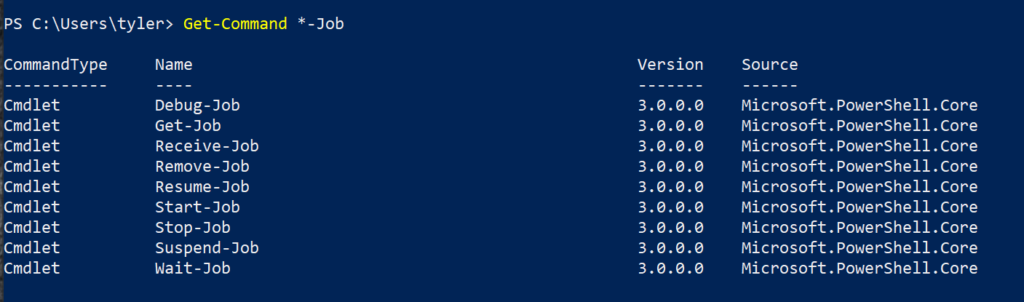 PS C:\Users\tyler> Get-Command *-Job
CommandType     Name                                               Version    Source
-----------     ----                                               -------    ------
Cmdlet          Debug-Job                                          3.0.0.0    Microsoft.PowerShell.Core
Cmdlet          Get-Job                                            3.0.0.0    Microsoft.PowerShell.Core
Cmdlet          Receive-Job                                        3.0.0.0    Microsoft.PowerShell.Core
Cmdlet          Remove-Job                                         3.0.0.0    Microsoft.PowerShell.Core
Cmdlet          Resume-Job                                         3.0.0.0    Microsoft.PowerShell.Core
Cmdlet          Start-Job                                          3.0.0.0    Microsoft.PowerShell.Core
Cmdlet          Stop-Job                                           3.0.0.0    Microsoft.PowerShell.Core
Cmdlet          Suspend-Job                                        3.0.0.0    Microsoft.PowerShell.Core
Cmdlet          Wait-Job                                           3.0.0.0    Microsoft.PowerShell.Core